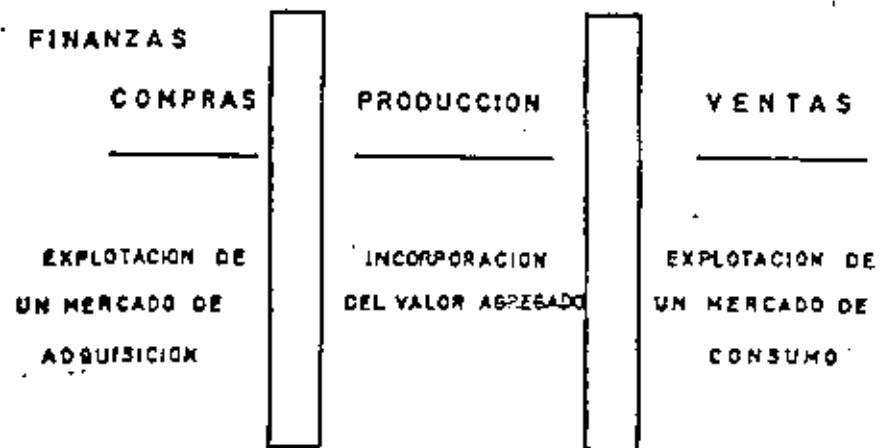 FINANZAS
COMPRAS
PRODUCCION
VENTAS
EXPLOTACION DE
UN MERCADO DE
ADQUISICION
INCORPORACION
DEL VALOR AGREGADO
EXPLOTACION DE
UN MERCADO DE
CONSUMO